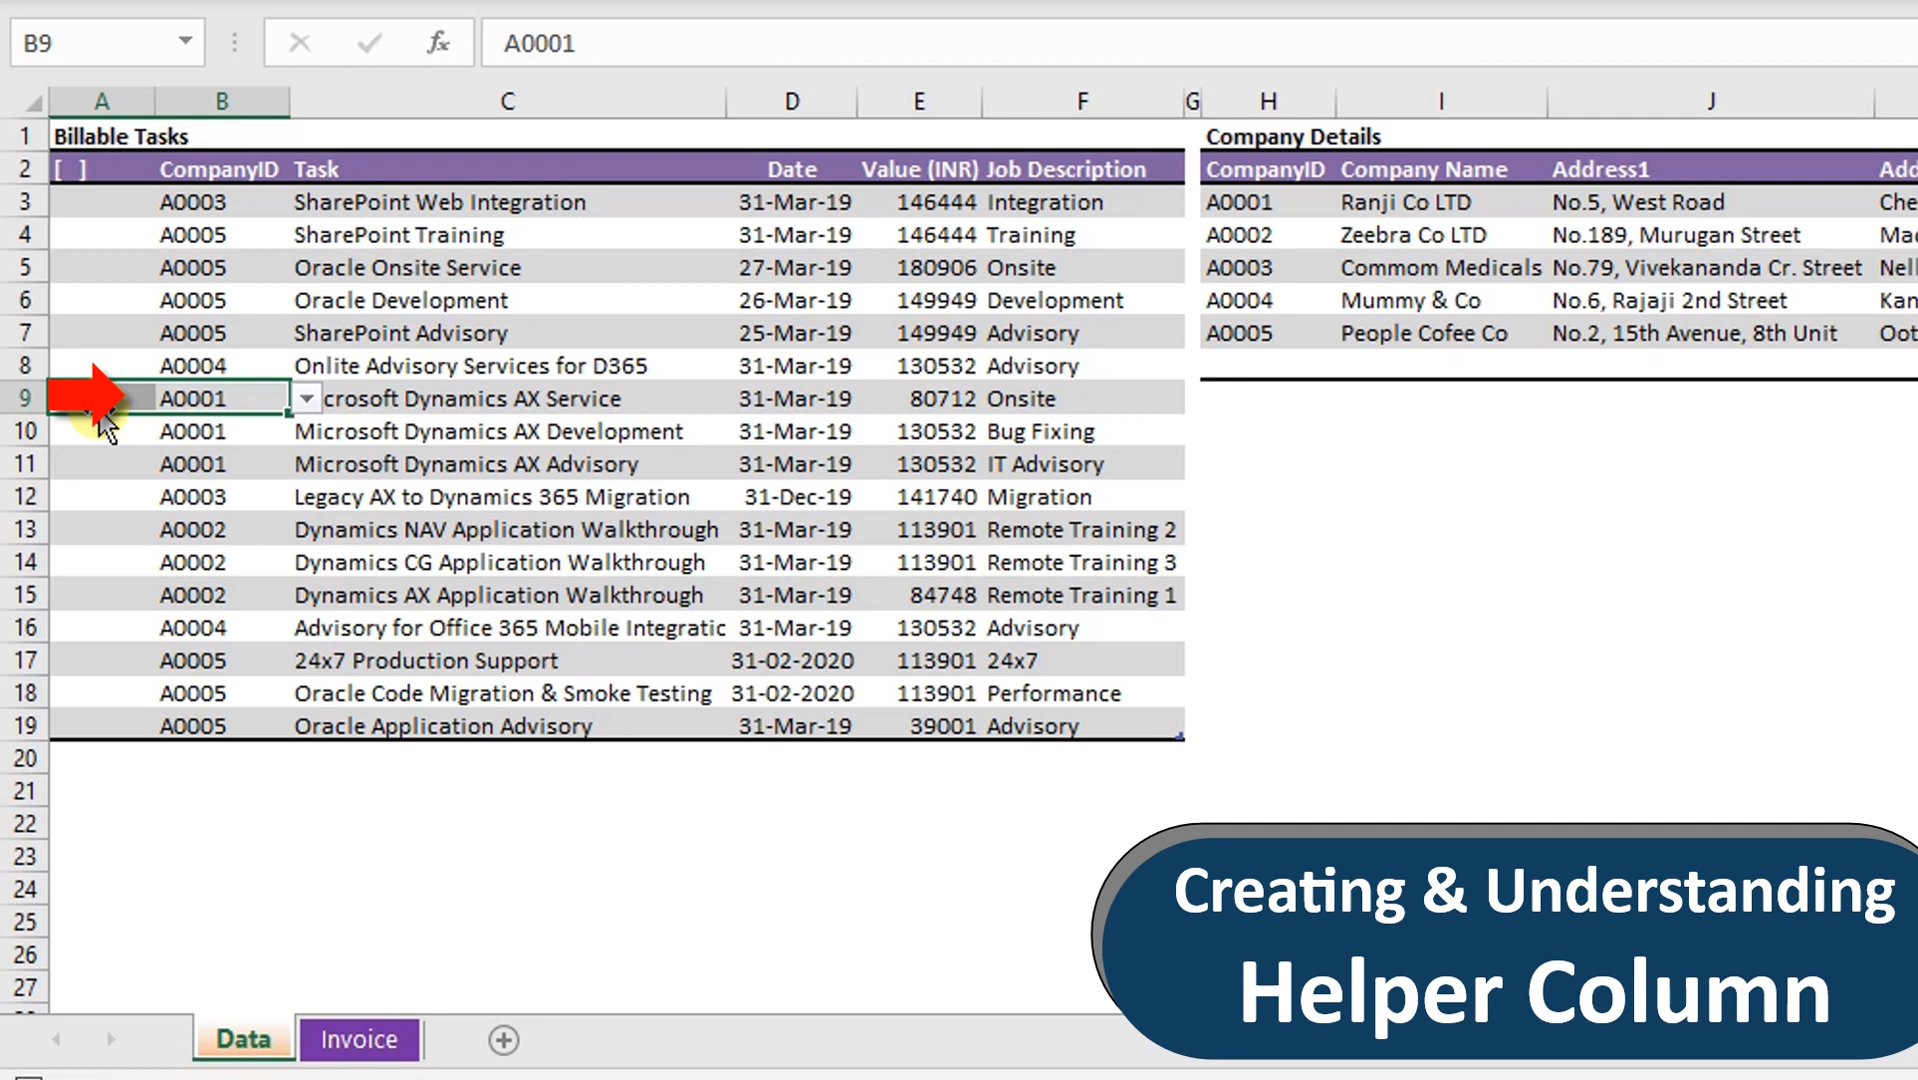 B9 fx A0001
A B C D E F G H I J
1 Billable Tasks Company Details
2 [ ] CompanyID Task Date Value (INR) Job Description CompanyID Company Name Address1 Add
3 A0003 SharePoint Web Integration 31-Mar-19 146444 Integration A0001 Ranji Co LTD No.5, West Road Che
4 A0005 SharePoint Training 31-Mar-19 146444 Training A0002 Zeebra Co LTD No.189, Murugan Street Mad
5 A0005 Oracle Onsite Service 27-Mar-19 180906 Onsite A0003 Commom Medicals No.79, Vivekananda Cr. Street Nell
6 A0005 Oracle Development 26-Mar-19 149949 Development A0004 Mummy & Co No.6, Rajaji 2nd Street Kan
7 A0005 SharePoint Advisory 25-Mar-19 149949 Advisory A0005 People Cofee Co No.2, 15th Avenue, 8th Unit Oot
8 A0004 Onlite Advisory Services for D365 31-Mar-19 130532 Advisory
9 A0001 crosoft Dynamics AX Service 31-Mar-19 80712 Onsite
10 A0001 Microsoft Dynamics AX Development 31-Mar-19 130532 Bug Fixing
11 A0001 Microsoft Dynamics AX Advisory 31-Mar-19 130532 IT Advisory
12 A0003 Legacy AX to Dynamics 365 Migration 31-Dec-19 141740 Migration
13 A0002 Dynamics NAV Application Walkthrough 31-Mar-19 113901 Remote Training 2
14 A0002 Dynamics CG Application Walkthrough 31-Mar-19 113901 Remote Training 3
15 A0002 Dynamics AX Application Walkthrough 31-Mar-19 84748 Remote Training 1
16 A0004 Advisory for Office 365 Mobile Integratic 31-Mar-19 130532 Advisory
17 A0005 24x7 Production Support 31-02-2020 113901 24x7
18 A0005 Oracle Code Migration & Smoke Testing 31-02-2020 113901 Performance
19 A0005 Oracle Application Advisory 31-Mar-19 39001 Advisory
20
21
22
23
24
25
26
27
Creating & Understanding
Helper Column
Data Invoice